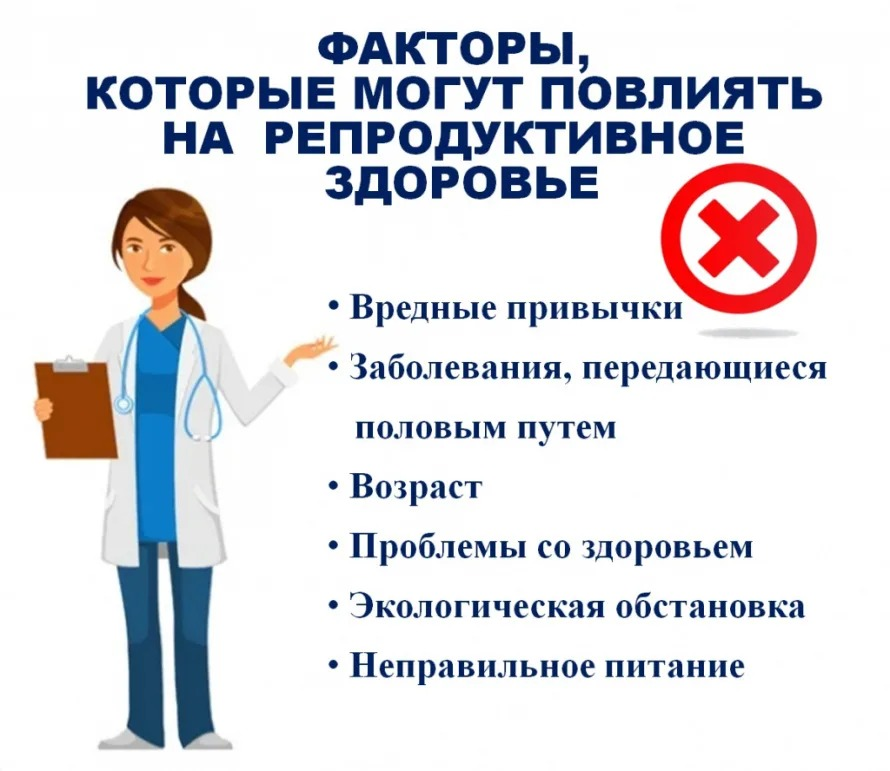 ФАКТОРЫ,
КОТОРЫЕ МОГУТ ПОВЛИЯТЬ
НА РЕПРОДУКТИВНОЕ
ЗДОРОВЬЕ
• Вредные привычки
• Заболевания, передающиеся
половым путем
• Возраст
• Проблемы со здоровьем
• Экологическая обстановка
• Неправильное питание